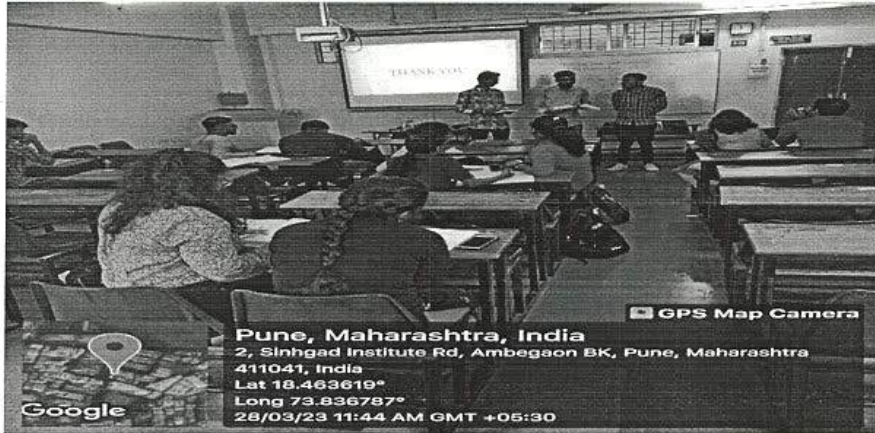 THANK YOU
GPS Map Camera
Pune, Maharashtra, India
2, Sinhgad Institute Rd, Ambegaon BK, Pune, Maharashtra
411041, India
Lat 18.463619°
Long 73.836787°
28/03/23 11:44 AM GMT +05:30
Google